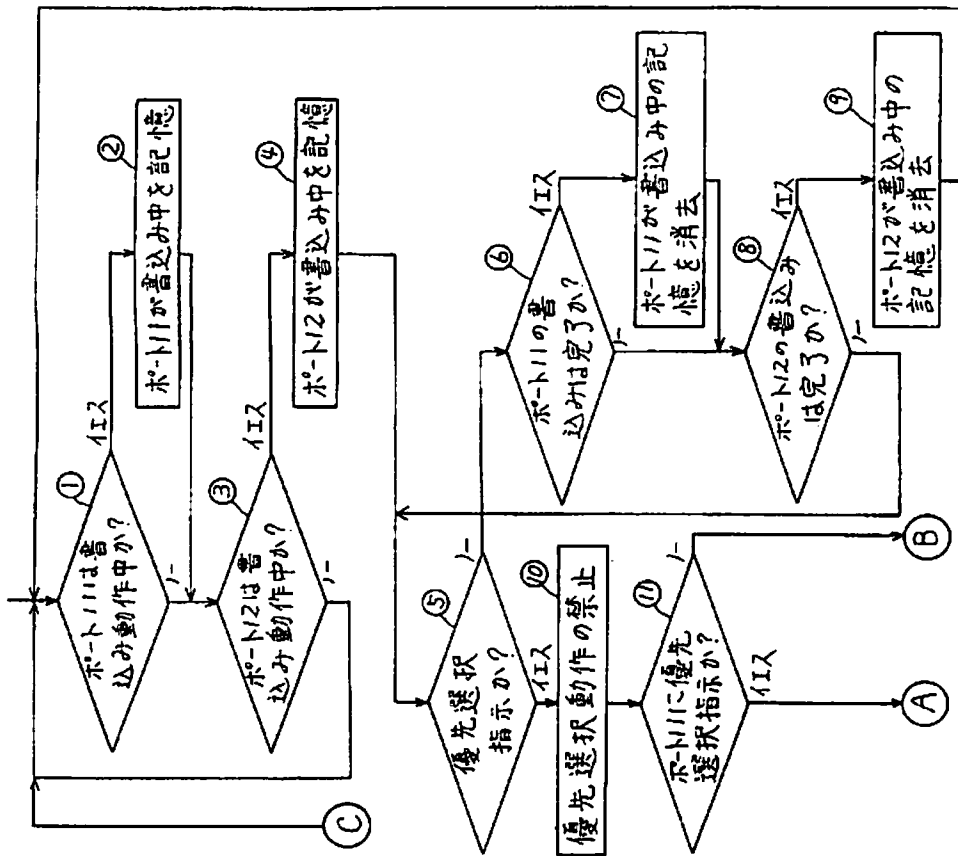 ①
ポート11は書
込み動作中か?
イエス
ノー
②
ポート11が書込み中を記憶
③
ポート12は書
込み動作中か?
イエス
ノー
④
ポート12が書込み中を記憶
⑤
優先選択
指示か?
ノー
イエス
⑥
ポート11の書
込みは完了か?
イエス
ノー
⑦
ポート11が書込み中の記
憶を消去
⑧
ポート12の書込み
は完了か?
イエス
ノー
⑨
ポート12が書込み中の
記憶を消去
⑩
優先選択動作の禁止
⑪
ポート11に優先
選択指示か?
ノー
イエス
A
B
C